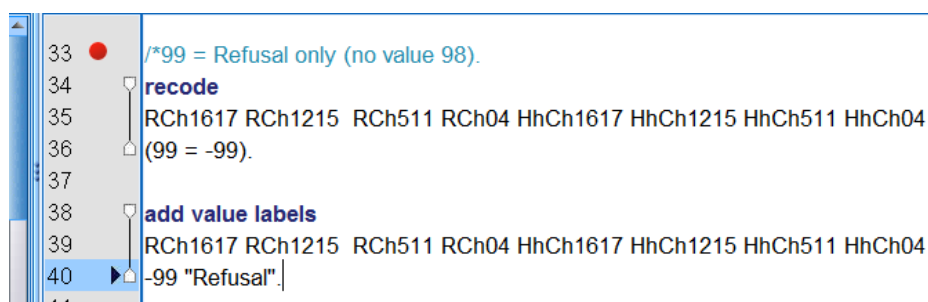 33 /*99 = Refusal only (no value 98).
34 recode
35 RCh1617 RCh1215 RCh511 RCh04 HhCh1617 HhCh1215 HhCh511 HhCh04
36 (99 = -99).
37
38 add value labels
39 RCh1617 RCh1215 RCh511 RCh04 HhCh1617 HhCh1215 HhCh511 HhCh04
40 -99 "Refusal".